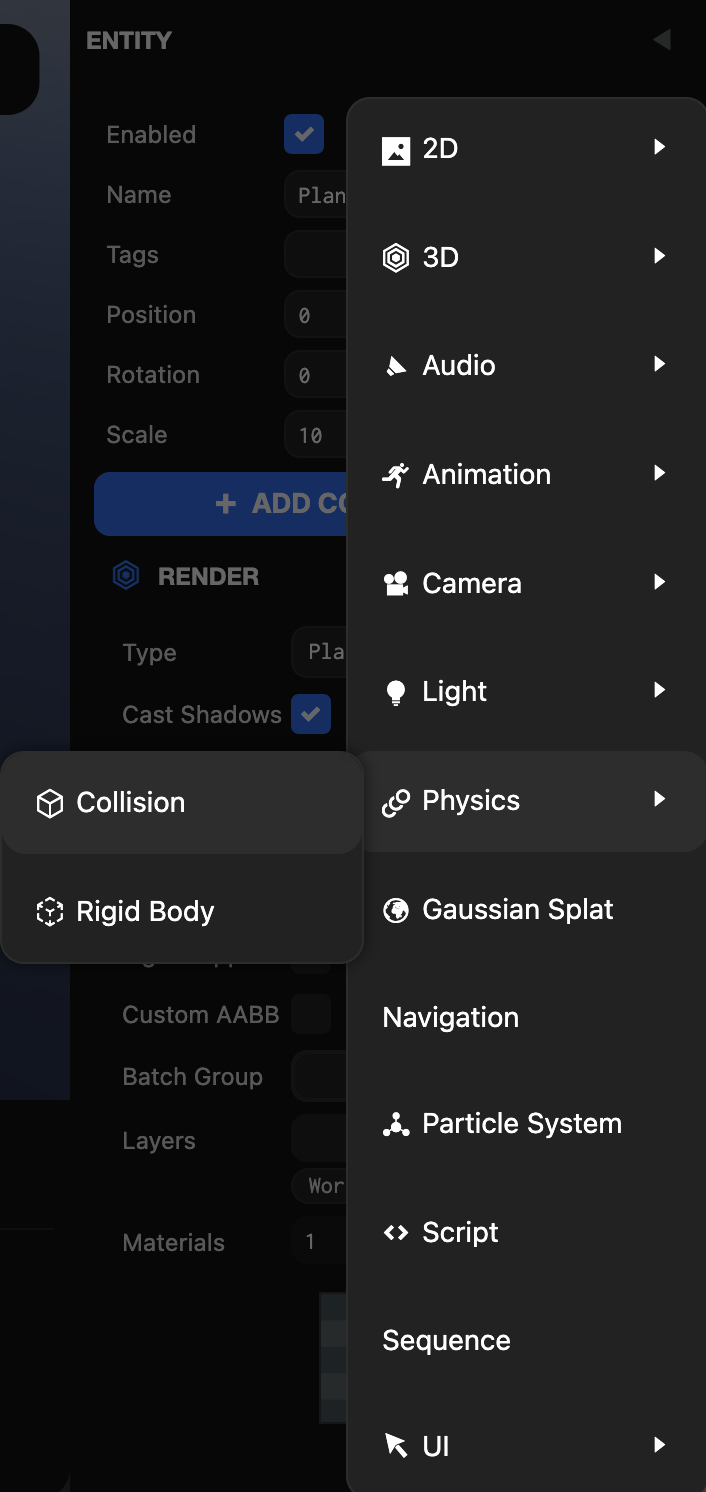 ENTITY
Enabled
Name
Plan
Tags
Position
0
Rotation
0
Scale
10
+ ADD CO
RENDER
Type
Pla
Cast Shadows
Custom AABB
Batch Group
Layers
Wor
Materials
1
2D
3D
Audio
Animation
Camera
Light
Physics
Gaussian Splat
Navigation
Particle System
Script
Sequence
UI
Collision
Rigid Body